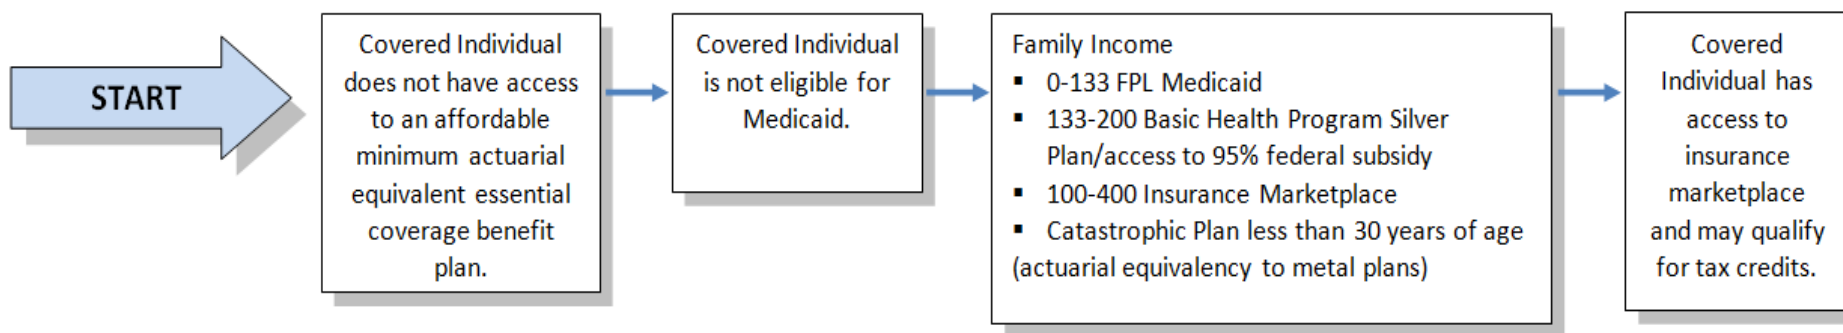 START
Covered Individual
does not have access
to an affordable
minimum actuarial
equivalent essential
coverage benefit
plan.
Covered Individual
is not eligible for
Medicaid.
Family Income
▪ 0-133 FPL Medicaid
▪ 133-200 Basic Health Program Silver
Plan/access to 95% federal subsidy
▪ 100-400 Insurance Marketplace
▪ Catastrophic Plan less than 30 years of age
(actuarial equivalency to metal plans)
Covered
Individual has
access to
insurance
marketplace
and may qualify
for tax credits.